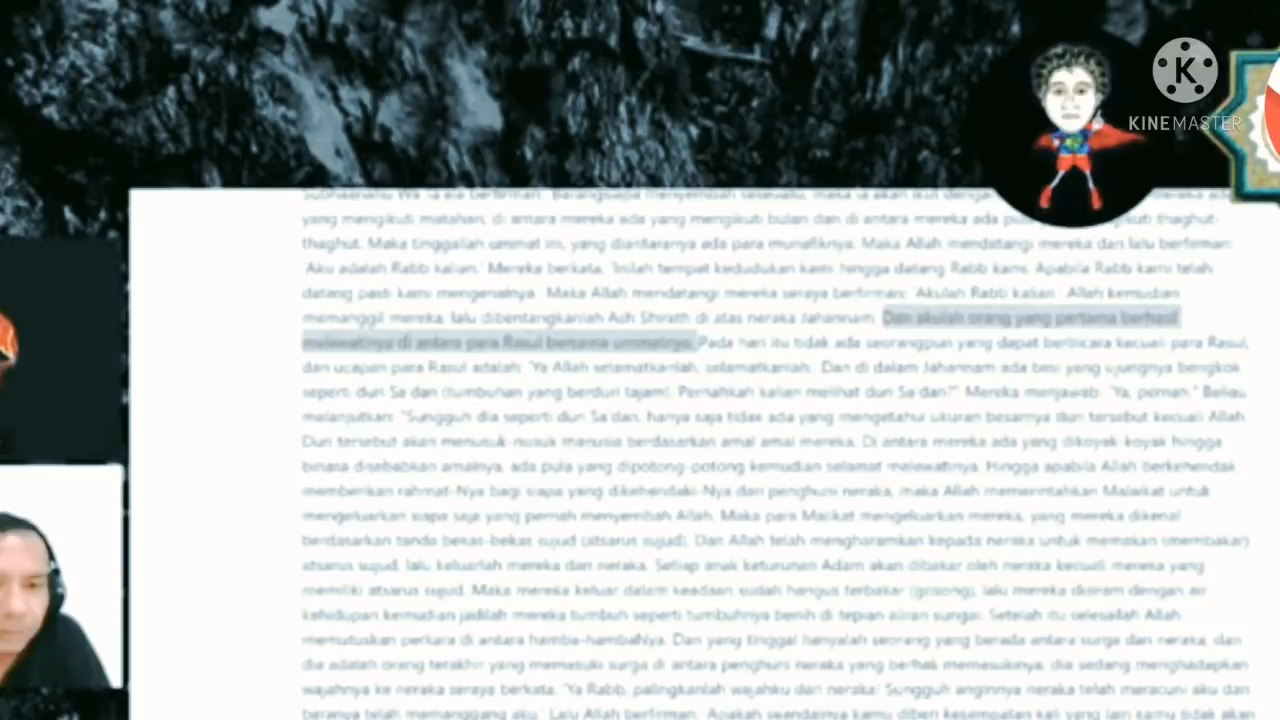 KINEMASTER
yang mengikuti matahari, di antara mereka ada yang mengikuti bulan dan di antara mereka ada thaghut-
thaghut. Maka tinggallah ummat ini, yang diantaranya ada para munafiknya. Maka Allah mendatangi mereka dan lalu berfirman:
'Aku adalah Rabb kalian.' Mereka berkata, 'Inilah tempat kedudukan kami hingga datang Rabb kami. Apabila Rabb kami telah
datang pasti kami mengenalnya. Maka Allah mendatangi mereka seraya berfirman: 'Akulah Rabb kalian.' Allah kemudian
memanggil mereka, lalu dibentangkanlah Ash Shirath di atas neraka Jahannam. Dan akulah orang yang pertama berhasil
melewatinya di antara para Rasul bersama ummatnya. Pada hari itu tidak ada seorangpun yang dapat berbicara kecuali para Rasul,
dan ucapan para Rasul adalah: 'Ya Allah selamatkanlah, selamatkanlah. Dan di dalam Jahannam ada besi yang ujungnya bengkok
seperti duri Sa'dan (tumbuhan yang berduri tajam). Pernahkah kalian melihat duri Sa'dan?" Mereka menjawab: "Ya, pernah." Beliau
melanjutkan: "Sungguh dia seperti duri Sa'dan, hanya saja tidak ada yang mengetahui ukuran besarnya duri tersebut kecuali Allah.
Duri tersebut akan menusuk-nusuk manusia berdasarkan amal amal mereka. Di antara mereka ada yang dikoyak-koyak hingga
binasa disebabkan amalnya, ada pula yang dipotong-potong kemudian selamat melewatinya. Hingga apabila Allah berkehendak
memberikan rahmat-Nya bagi siapa yang dikehendaki-Nya dari penghuni neraka, maka Allah memerintahkan Malaikat untuk
mengeluarkan siapa saja yang pernah menyembah Allah. Maka para Malikat mengeluarkan mereka, yang mereka dikenal
berdasarkan tanda bekas-bekas sujud (atsarus sujud). Dan Allah telah mengharamkan kepada neraka untuk memakan (membakar)
atsarus sujud, lalu keluarlah mereka dari neraka. Setiap anak keturunan Adam akan dibakar oleh neraka kecuali mereka yang
memiliki atsarus sujud. Maka mereka keluar dalam keadaan sudah hangus terbakar (gosong), lalu mereka disiram dengan air
kehidupan kemudian jadilah mereka tumbuh seperti tumbuhnya benih di tepian aliran sungai. Setelah itu selesailah Allah
memutuskan perkara di antara hamba-hambaNya. Dan yang tinggal hanyalah seorang yang berada antara surga dan neraka, dan
dia adalah orang terakhir yang memasuki surga di antara penghuni neraka yang berhak memasukinya, dia sedang menghadapkan
wajahnya ke neraka seraya berkata, 'Ya Rabb, palingkanlah wajahku dari neraka! Sungguh anginnya neraka telah meracuni aku dan
baranya telah memanggang aku.' Lalu Allah berfirman: 'Apakah seandainya kamu diberi kesempatan kali yang lain kamu tidak akan